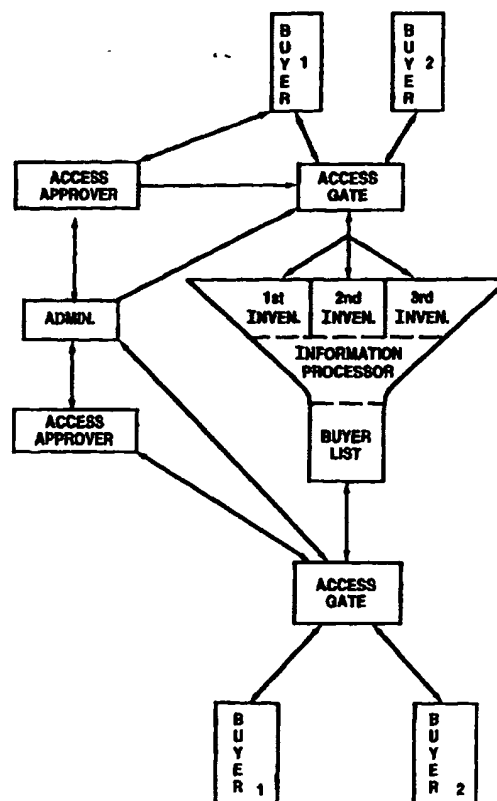 BUYER 1
BUYER 2
ACCESS
APPROVER
ACCESS
GATE
1st
INVEN.
2nd
INVEN.
3rd
INVEN.
ADMIN.
INFORMATION
PROCESSOR
ACCESS
APPROVER
BUYER
LIST
ACCESS
GATE
BUYER 1
BUYER 2